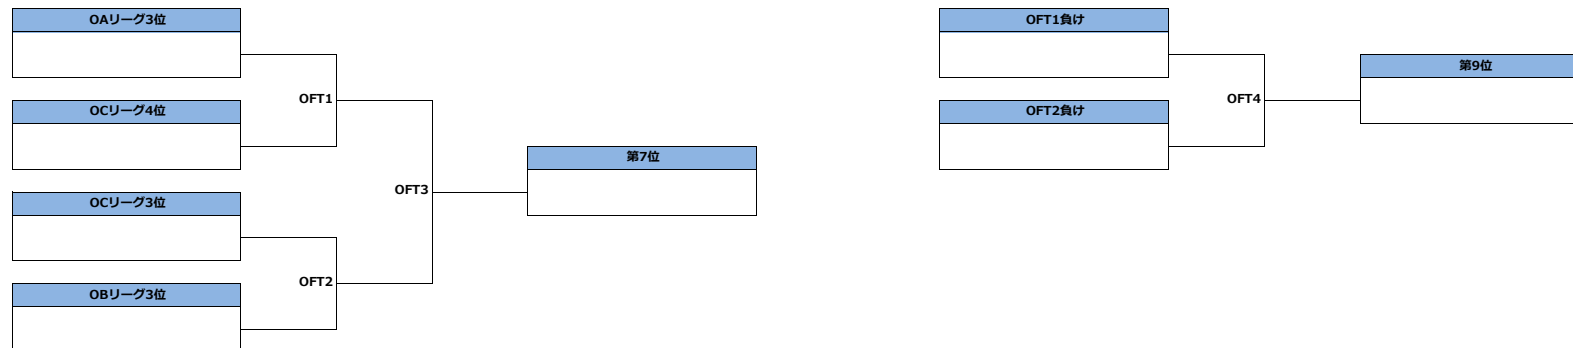 OAリーグ3位
OFT1
OCリーグ4位
OFT3
第7位
OCリーグ3位
OFT2
OBリーグ3位
OFT1負け
OFT4
第9位
OFT2負け